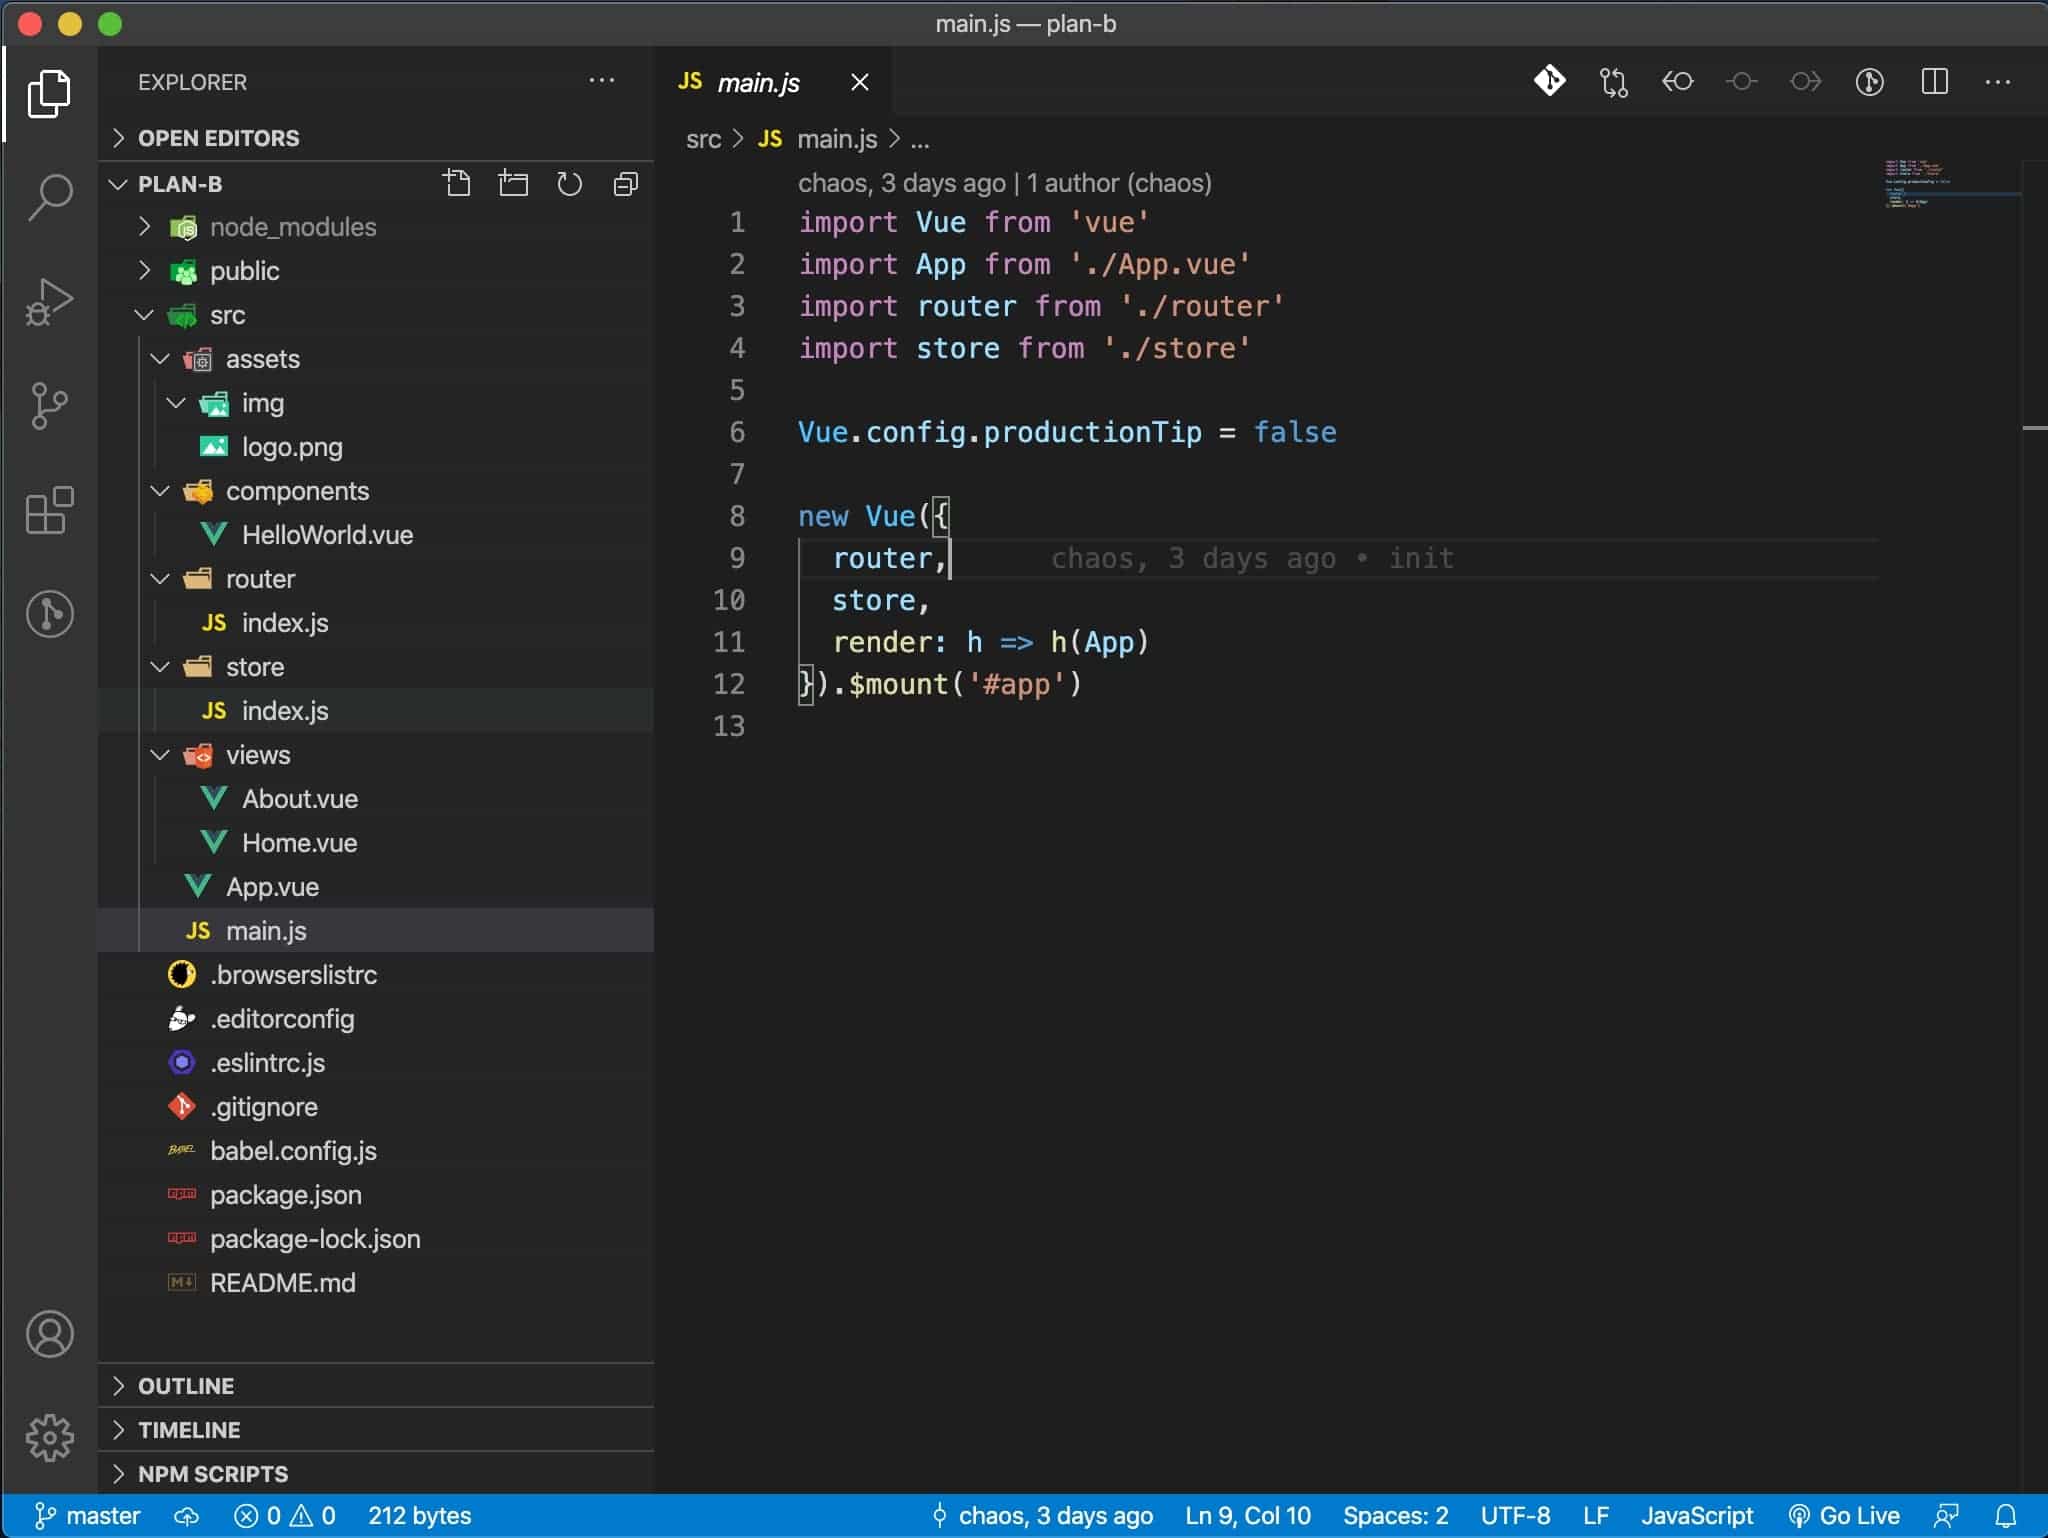 main.js — plan-b
EXPLORER
OPEN EDITORS
PLAN-B
node_modules
public
src
assets
img
logo.png
components
HelloWorld.vue
router
JS index.js
store
JS index.js
views
About.vue
Home.vue
App.vue
JS main.js
.browserslistrc
.editorconfig
.eslintrc.js
.gitignore
BABEL babel.config.js
package.json
package-lock.json
M README.md
OUTLINE
TIMELINE
NPM SCRIPTS
JS main.js
src > JS main.js > ...
chaos, 3 days ago | 1 author (chaos)
1 import Vue from 'vue'
2 import App from './App.vue'
3 import router from './router'
4 import store from './store'
5
6 Vue.config.productionTip = false
7
8 new Vue({
9 router, chaos, 3 days ago • init
10 store,
11 render: h => h(App)
12 }).$mount('#app')
13
master 0 0 212 bytes chaos, 3 days ago Ln 9, Col 10 Spaces: 2 UTF-8 LF JavaScript Go Live